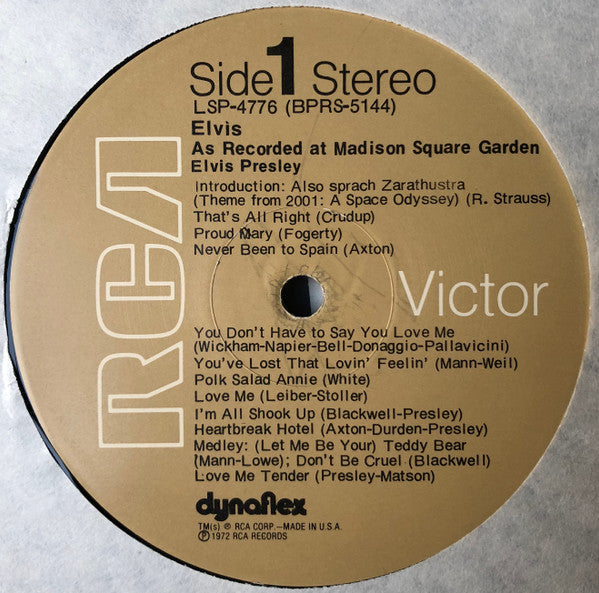 Side 1 Stereo
LSP-4776 (BPRS-5144)
Elvis
As Recorded at Madison Square Garden
Elvis Presley
Introduction: Also sprach Zarathustra
(Theme from 2001: A Space Odyssey) (R. Strauss)
That's All Right (Crudup)
Proud Mary (Fogerty)
Never Been to Spain (Axton)
RCA
Victor
You Don't Have to Say You Love Me
(Wickham-Napier-Bell-Donaggio-Pallavicini)
You've Lost That Lovin' Feelin' (Mann-Weil)
Polk Salad Annie (White)
Love Me (Leiber-Stoller)
I'm All Shook Up (Blackwell-Presley)
Heartbreak Hotel (Axton-Durden-Presley)
Medley: (Let Me Be Your) Teddy Bear
(Mann-Lowe); Don't Be Cruel (Blackwell)
Love Me Tender (Presley-Matson)
dynaflex
TM(s) ® RCA CORP.—MADE IN U.S.A.
℗ 1972 RCA RECORDS